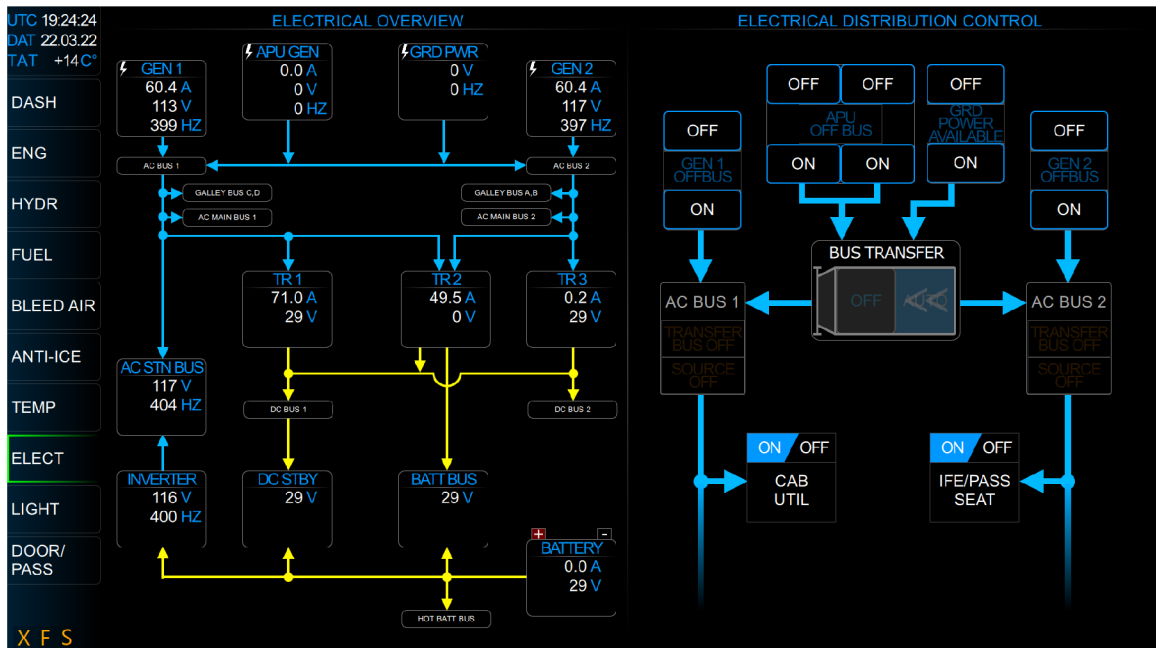 UTC 19:24:24
DAT 22.03.22
TAT +14 C°
DASH
ENG
HYDR
FUEL
BLEED AIR
ANTI-ICE
TEMP
ELECT
LIGHT
DOOR/
PASS
X F S
ELECTRICAL OVERVIEW
GEN 1
60.4 A
113 V
399 HZ
APU GEN
0.0 A
0 V
0 HZ
GRD PWR
0 V
0 HZ
GEN 2
60.4 A
117 V
397 HZ
AC BUS 1
AC BUS 2
GALLEY BUS C,D
GALLEY BUS A,B
AC MAIN BUS 1
AC MAIN BUS 2
TR 1
71.0 A
29 V
TR 2
49.5 A
0 V
TR 3
0.2 A
29 V
AC STN BUS
117 V
404 HZ
DC BUS 1
DC BUS 2
INVERTER
116 V
400 HZ
DC STBY
29 V
BATT BUS
29 V
+ -
BATTERY
0.0 A
29 V
HOT BATT BUS
ELECTRICAL DISTRIBUTION CONTROL
OFF
GEN 1
OFFBUS
ON
OFF OFF
APU
OFF BUS
ON ON
OFF
GRD
POWER
AVAILABLE
ON
OFF
GEN 2
OFFBUS
ON
BUS TRANSFER
OFF AUTO
AC BUS 1
TRANSFER
BUS OFF
SOURCE
OFF
AC BUS 2
TRANSFER
BUS OFF
SOURCE
OFF
ON OFF
CAB
UTIL
ON OFF
IFE/PASS
SEAT